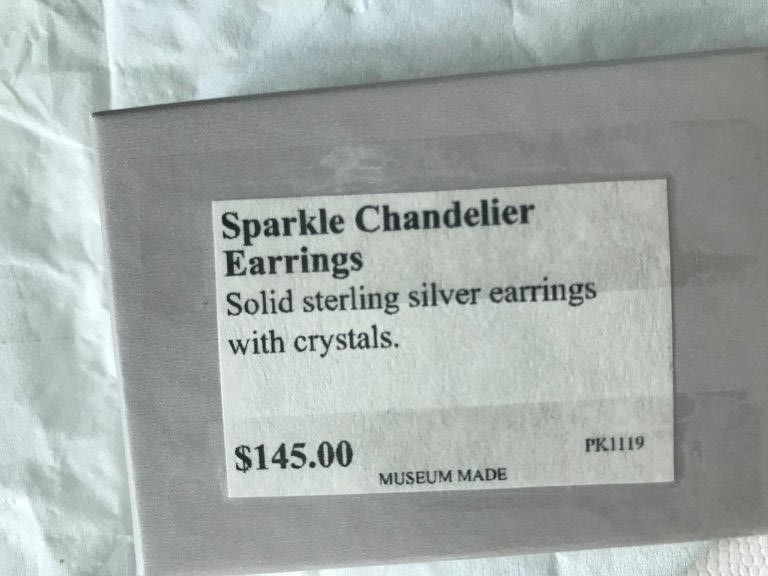 Sparkle Chandelier
Earrings
Solid sterling silver earrings
with crystals.
$145.00
PK1119
MUSEUM MADE